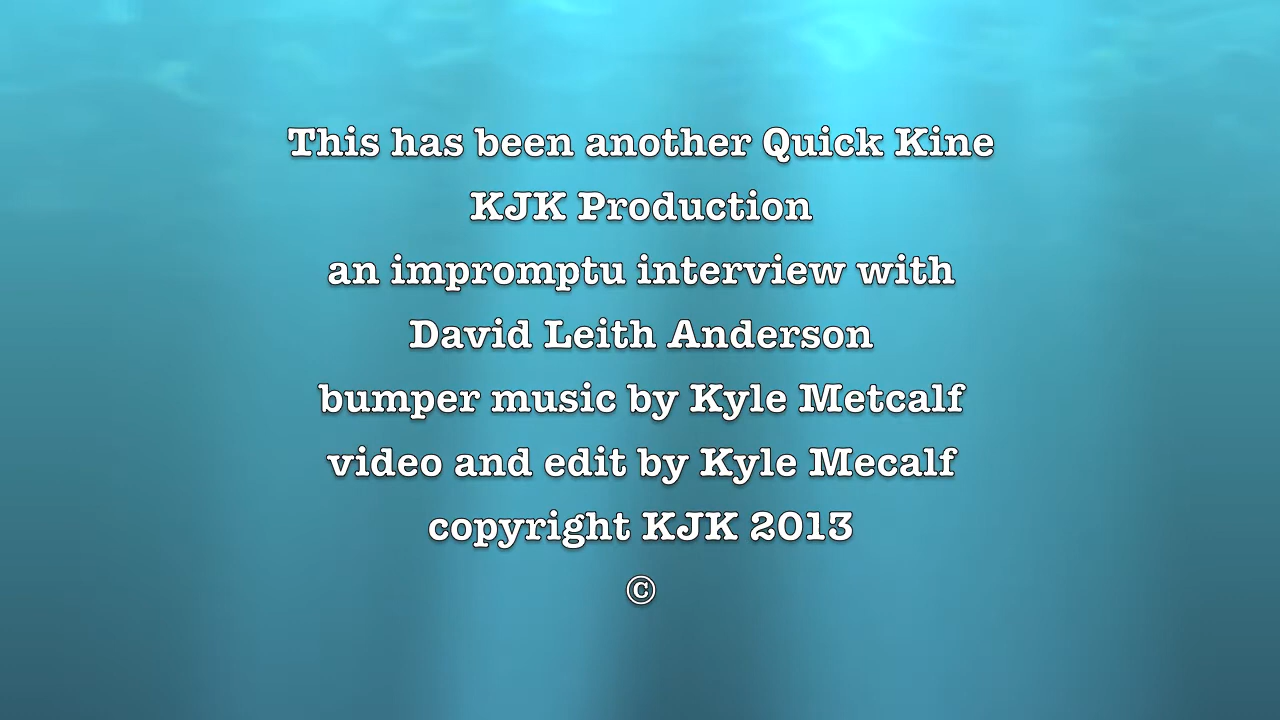 This has been another Quick Kine
KJK Production
an impromptu interview with
David Leith Anderson
bumper music by Kyle Metcalf
video and edit by Kyle Mecalf
copyright KJK 2013
©